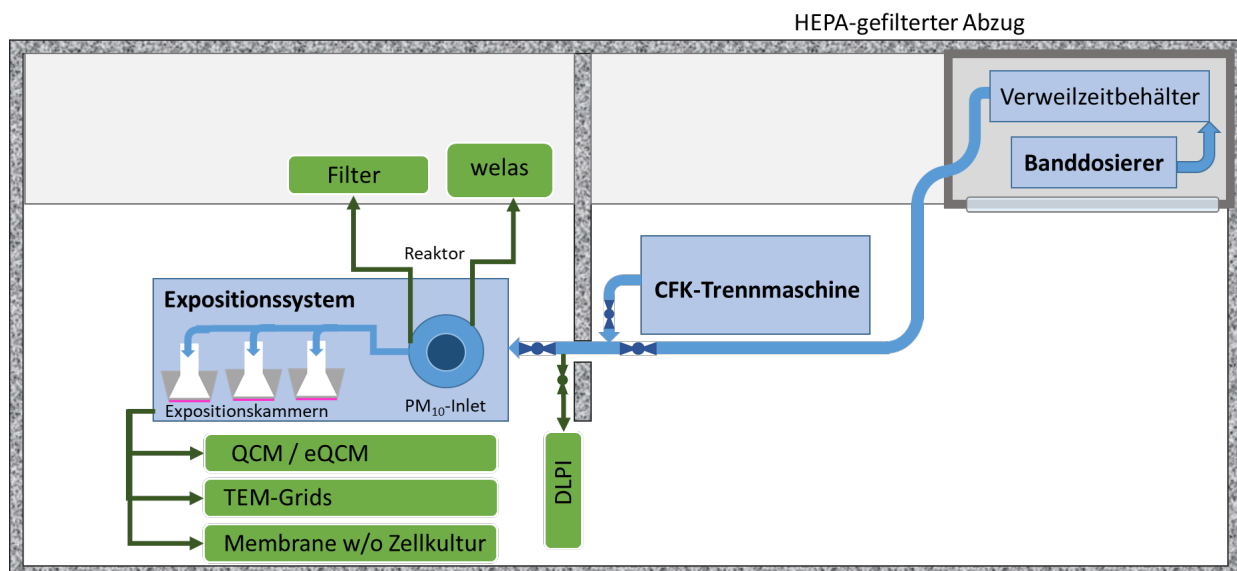 HEPA-gefilterter Abzug
Verweilzeitbehälter
Banddosierer
welas
Filter
Reaktor
CFK-Trennmaschine
Expositionssystem
Expositionskammern
PM₁₀-Inlet
QCM / eQCM
TEM-Grids
Membrane w/o Zellkultur
DLPI